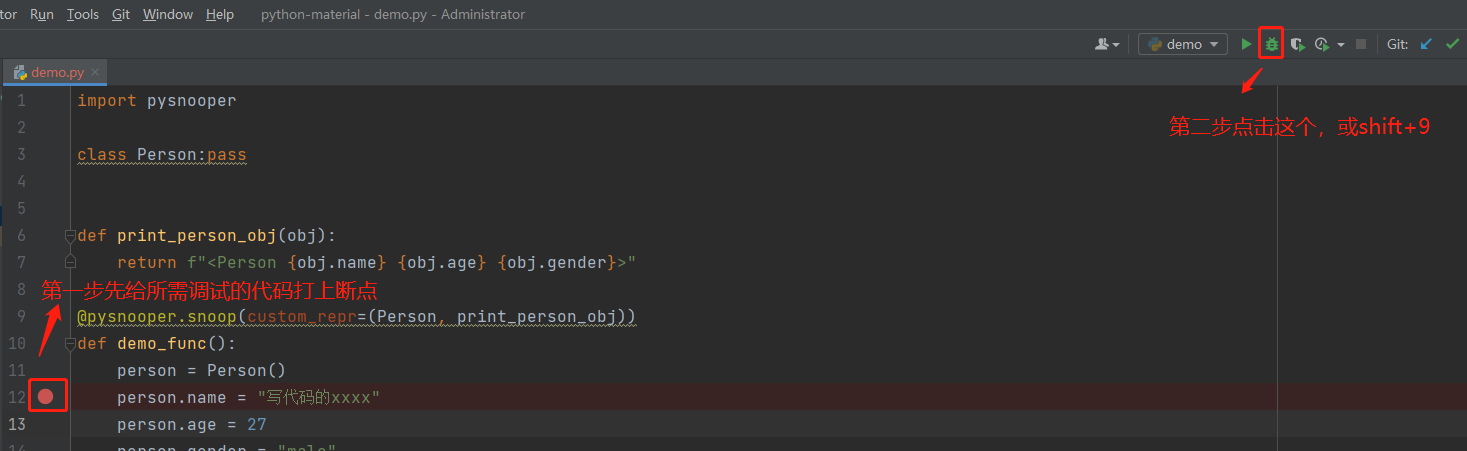 tor Run Tools Git Window Help python-material - demo.py - Administrator
demo Git:
demo.py
1 import pysnooper
第二步点击这个，或shift+9
2
3 class Person:pass
4
5
6 def print_person_obj(obj):
7 return f"<Person {obj.name} {obj.age} {obj.gender}>"
8
第一步先给所需调试的代码打上断点
9 @pysnooper.snoop(custom_repr=(Person, print_person_obj))
10 def demo_func():
11 person = Person()
12 person.name = "写代码的xxxx"
13 person.age = 27
14 person.gender = "male"